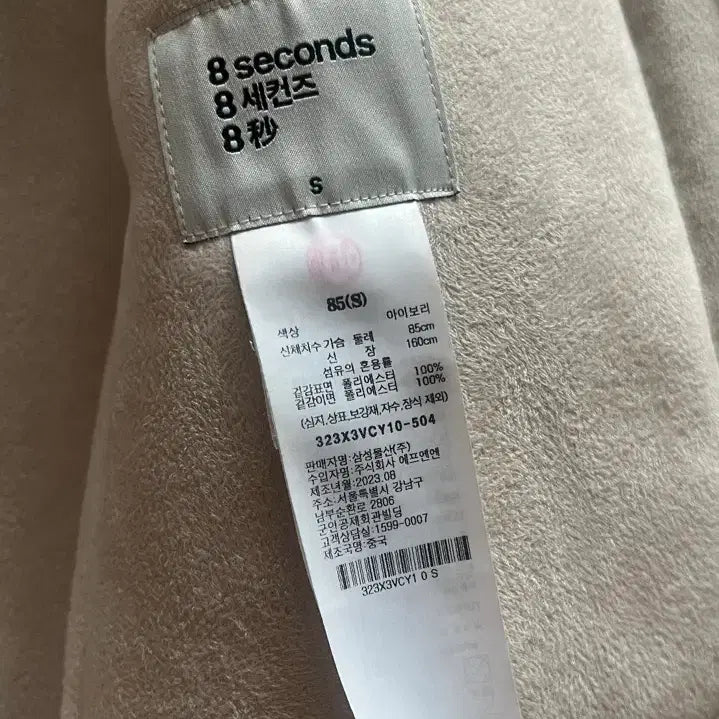 8 seconds
8 세컨즈
8 秒
S
85(S)
색상 아이보리
신체치수 가슴 둘레 85cm
신 장 160cm
섬유의 혼용률
겉감표면 폴리에스터 100%
겉감이면 폴리에스터 100%
(심지,상표,보강재,자수,장식 제외)
323X3VCY10-504
판매자명:삼성물산(주)
수입자명:주식회사 에프엔엔
제조년월:2023.08
주소:서울특별시 강남구
남부순환로 2806
군인공제회관빌딩
고객상담실:1599-0007
제조국명:중국
323X3VCY1 0 S